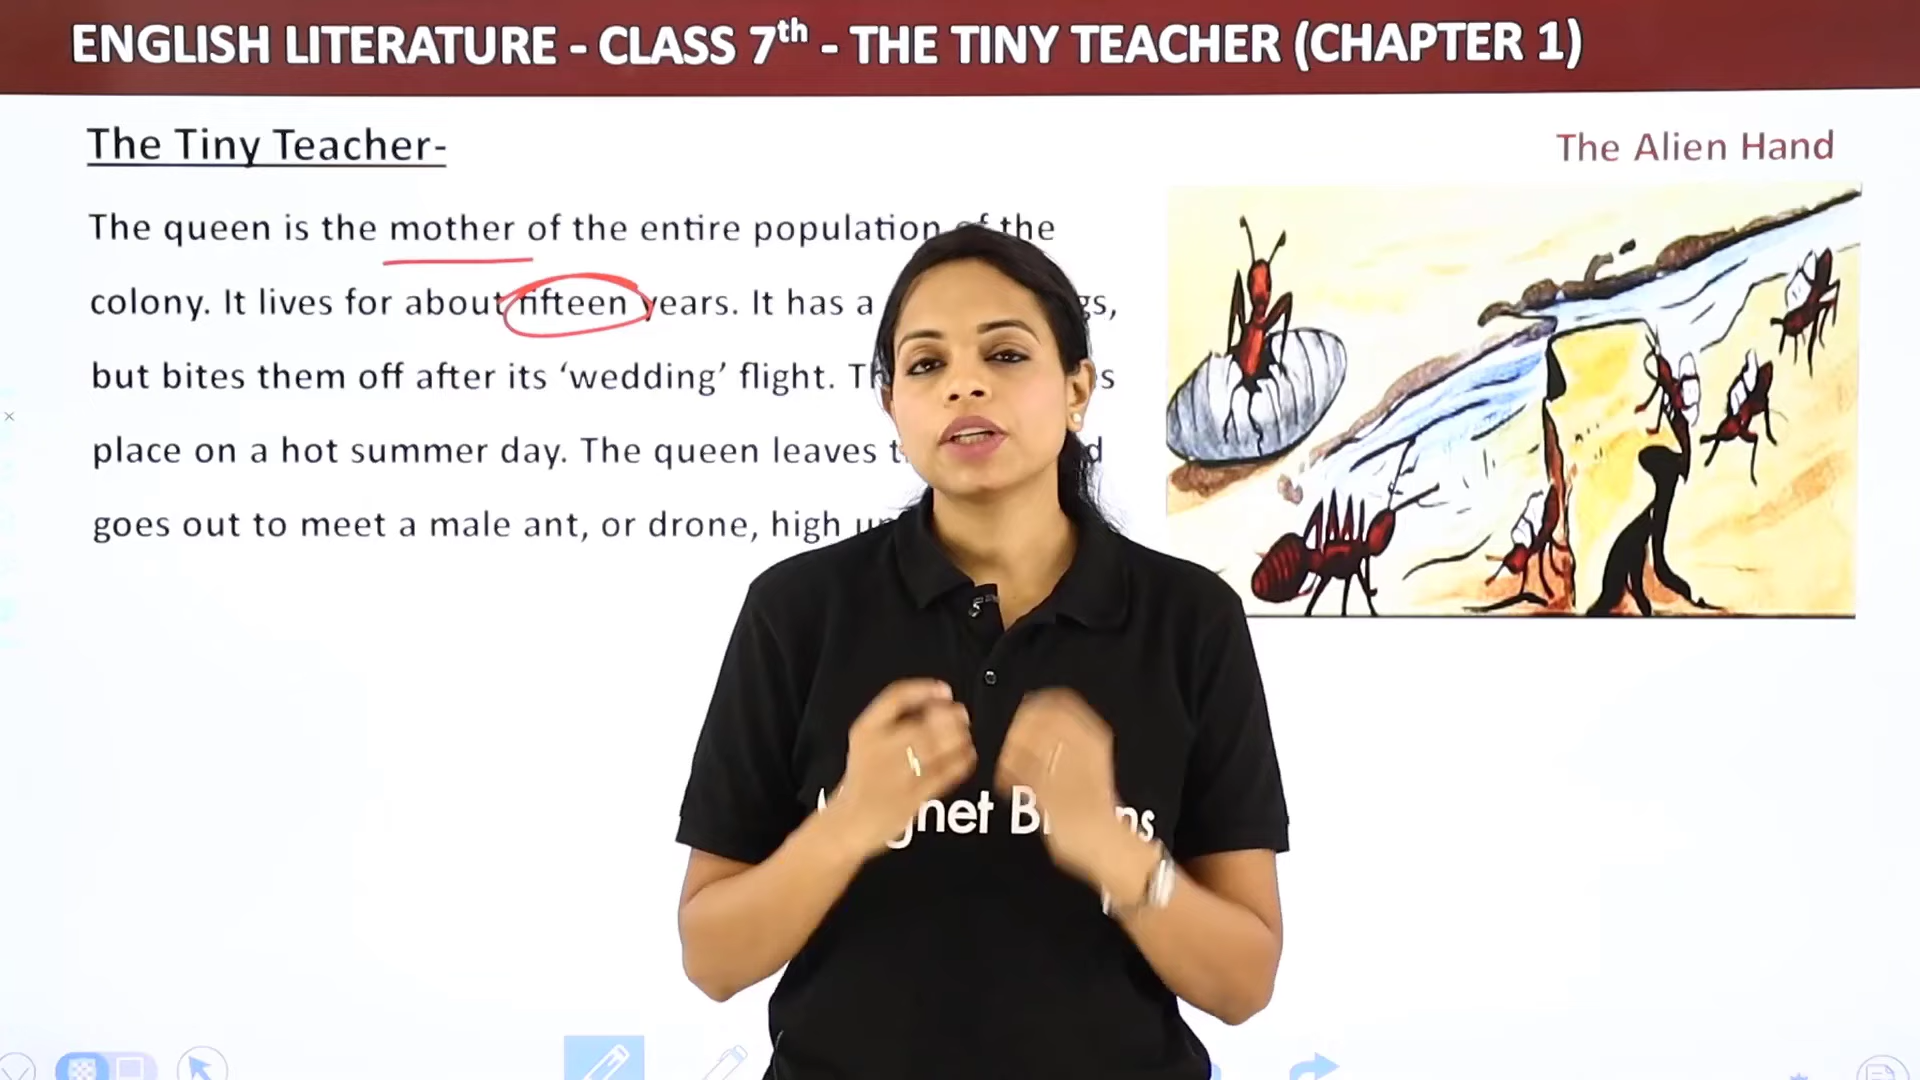 ENGLISH LITERATURE - CLASS 7th - THE TINY TEACHER (CHAPTER 1)
The Tiny Teacher-
The Alien Hand
The queen is the mother of the entire population of the
colony. It lives for about fifteen years. It has a
but bites them off after its ‘wedding’ flight.
place on a hot summer day. The queen leaves
goes out to meet a male ant, or drone, high